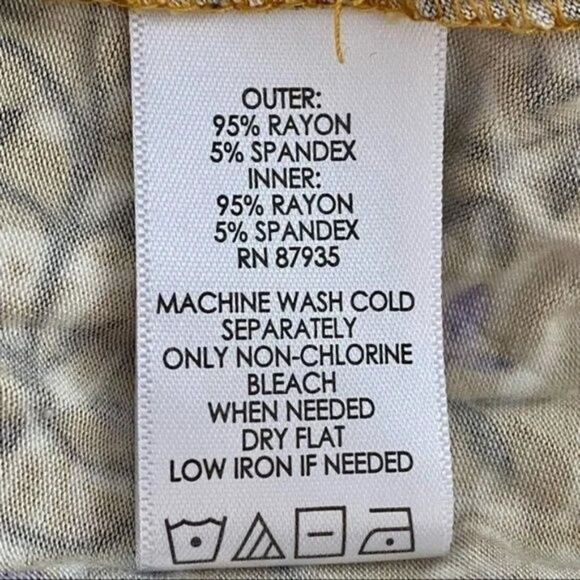 OUTER:
95% RAYON
5% SPANDEX
INNER:
95% RAYON
5% SPANDEX
RN 87935
MACHINE WASH COLD
SEPARATELY
ONLY NON-CHLORINE
BLEACH
WHEN NEEDED
DRY FLAT
LOW IRON IF NEEDED